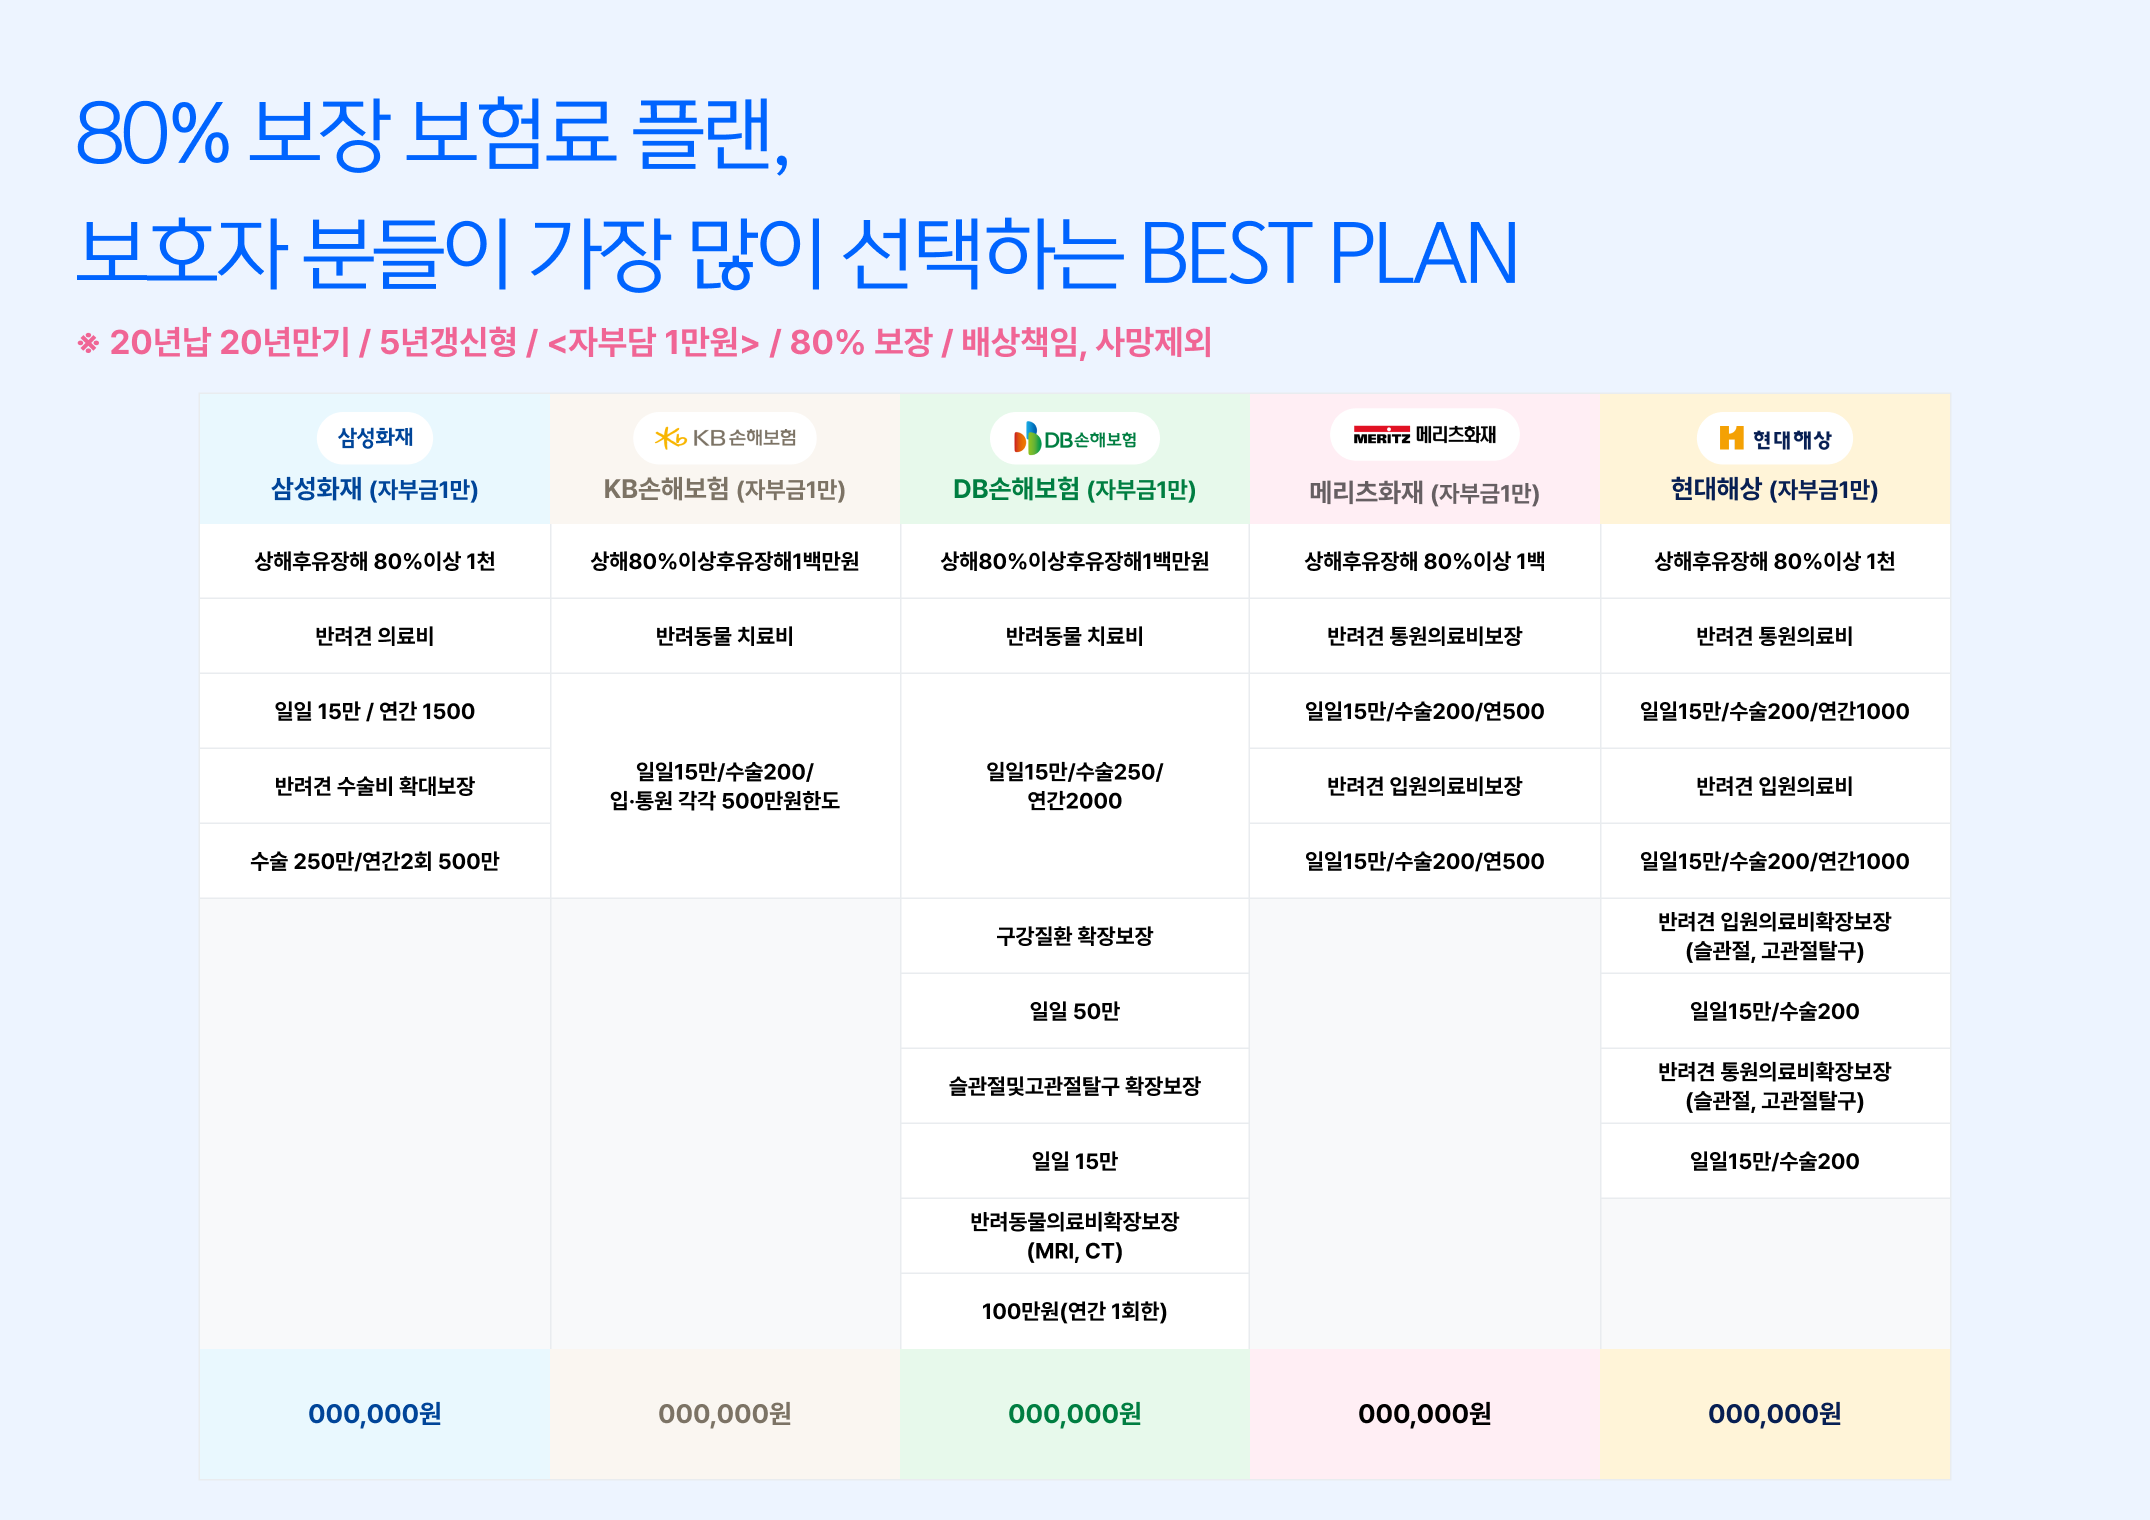 80% 보장 보험료 플랜,
보호자 분들이 가장 많이 선택하는 BEST PLAN
※ 20년납 20년만기 / 5년갱신형 / <자부담 1만원> / 80% 보장 / 배상책임, 사망제외
삼성화재
KB손해보험
DB손해보험
MERITZ 메리츠화재
현대해상
삼성화재 (자부금1만)
KB손해보험 (자부금1만)
DB손해보험 (자부금1만)
메리츠화재 (자부금1만)
현대해상 (자부금1만)
상해후유장해 80%이상 1천
상해80%이상후유장해1백만원
상해80%이상후유장해1백만원
상해후유장해 80%이상 1백
상해후유장해 80%이상 1천
반려견 의료비
반려동물 치료비
반려동물 치료비
반려견 통원의료비보장
반려견 통원의료비
일일 15만 / 연간 1500
일일15만/수술200/
입·통원 각각 500만원한도
일일15만/수술250/
연간2000
일일15만/수술200/연500
일일15만/수술200/연간1000
반려견 수술비 확대보장
반려견 입원의료비보장
반려견 입원의료비
수술 250만/연간2회 500만
일일15만/수술200/연500
일일15만/수술200/연간1000
구강질환 확장보장
반려견 입원의료비확장보장
(슬관절, 고관절탈구)
일일 50만
일일15만/수술200
슬관절및고관절탈구 확장보장
반려견 통원의료비확장보장
(슬관절, 고관절탈구)
일일 15만
일일15만/수술200
반려동물의료비확장보장
(MRI, CT)
100만원(연간 1회한)
000,000원
000,000원
000,000원
000,000원
000,000원